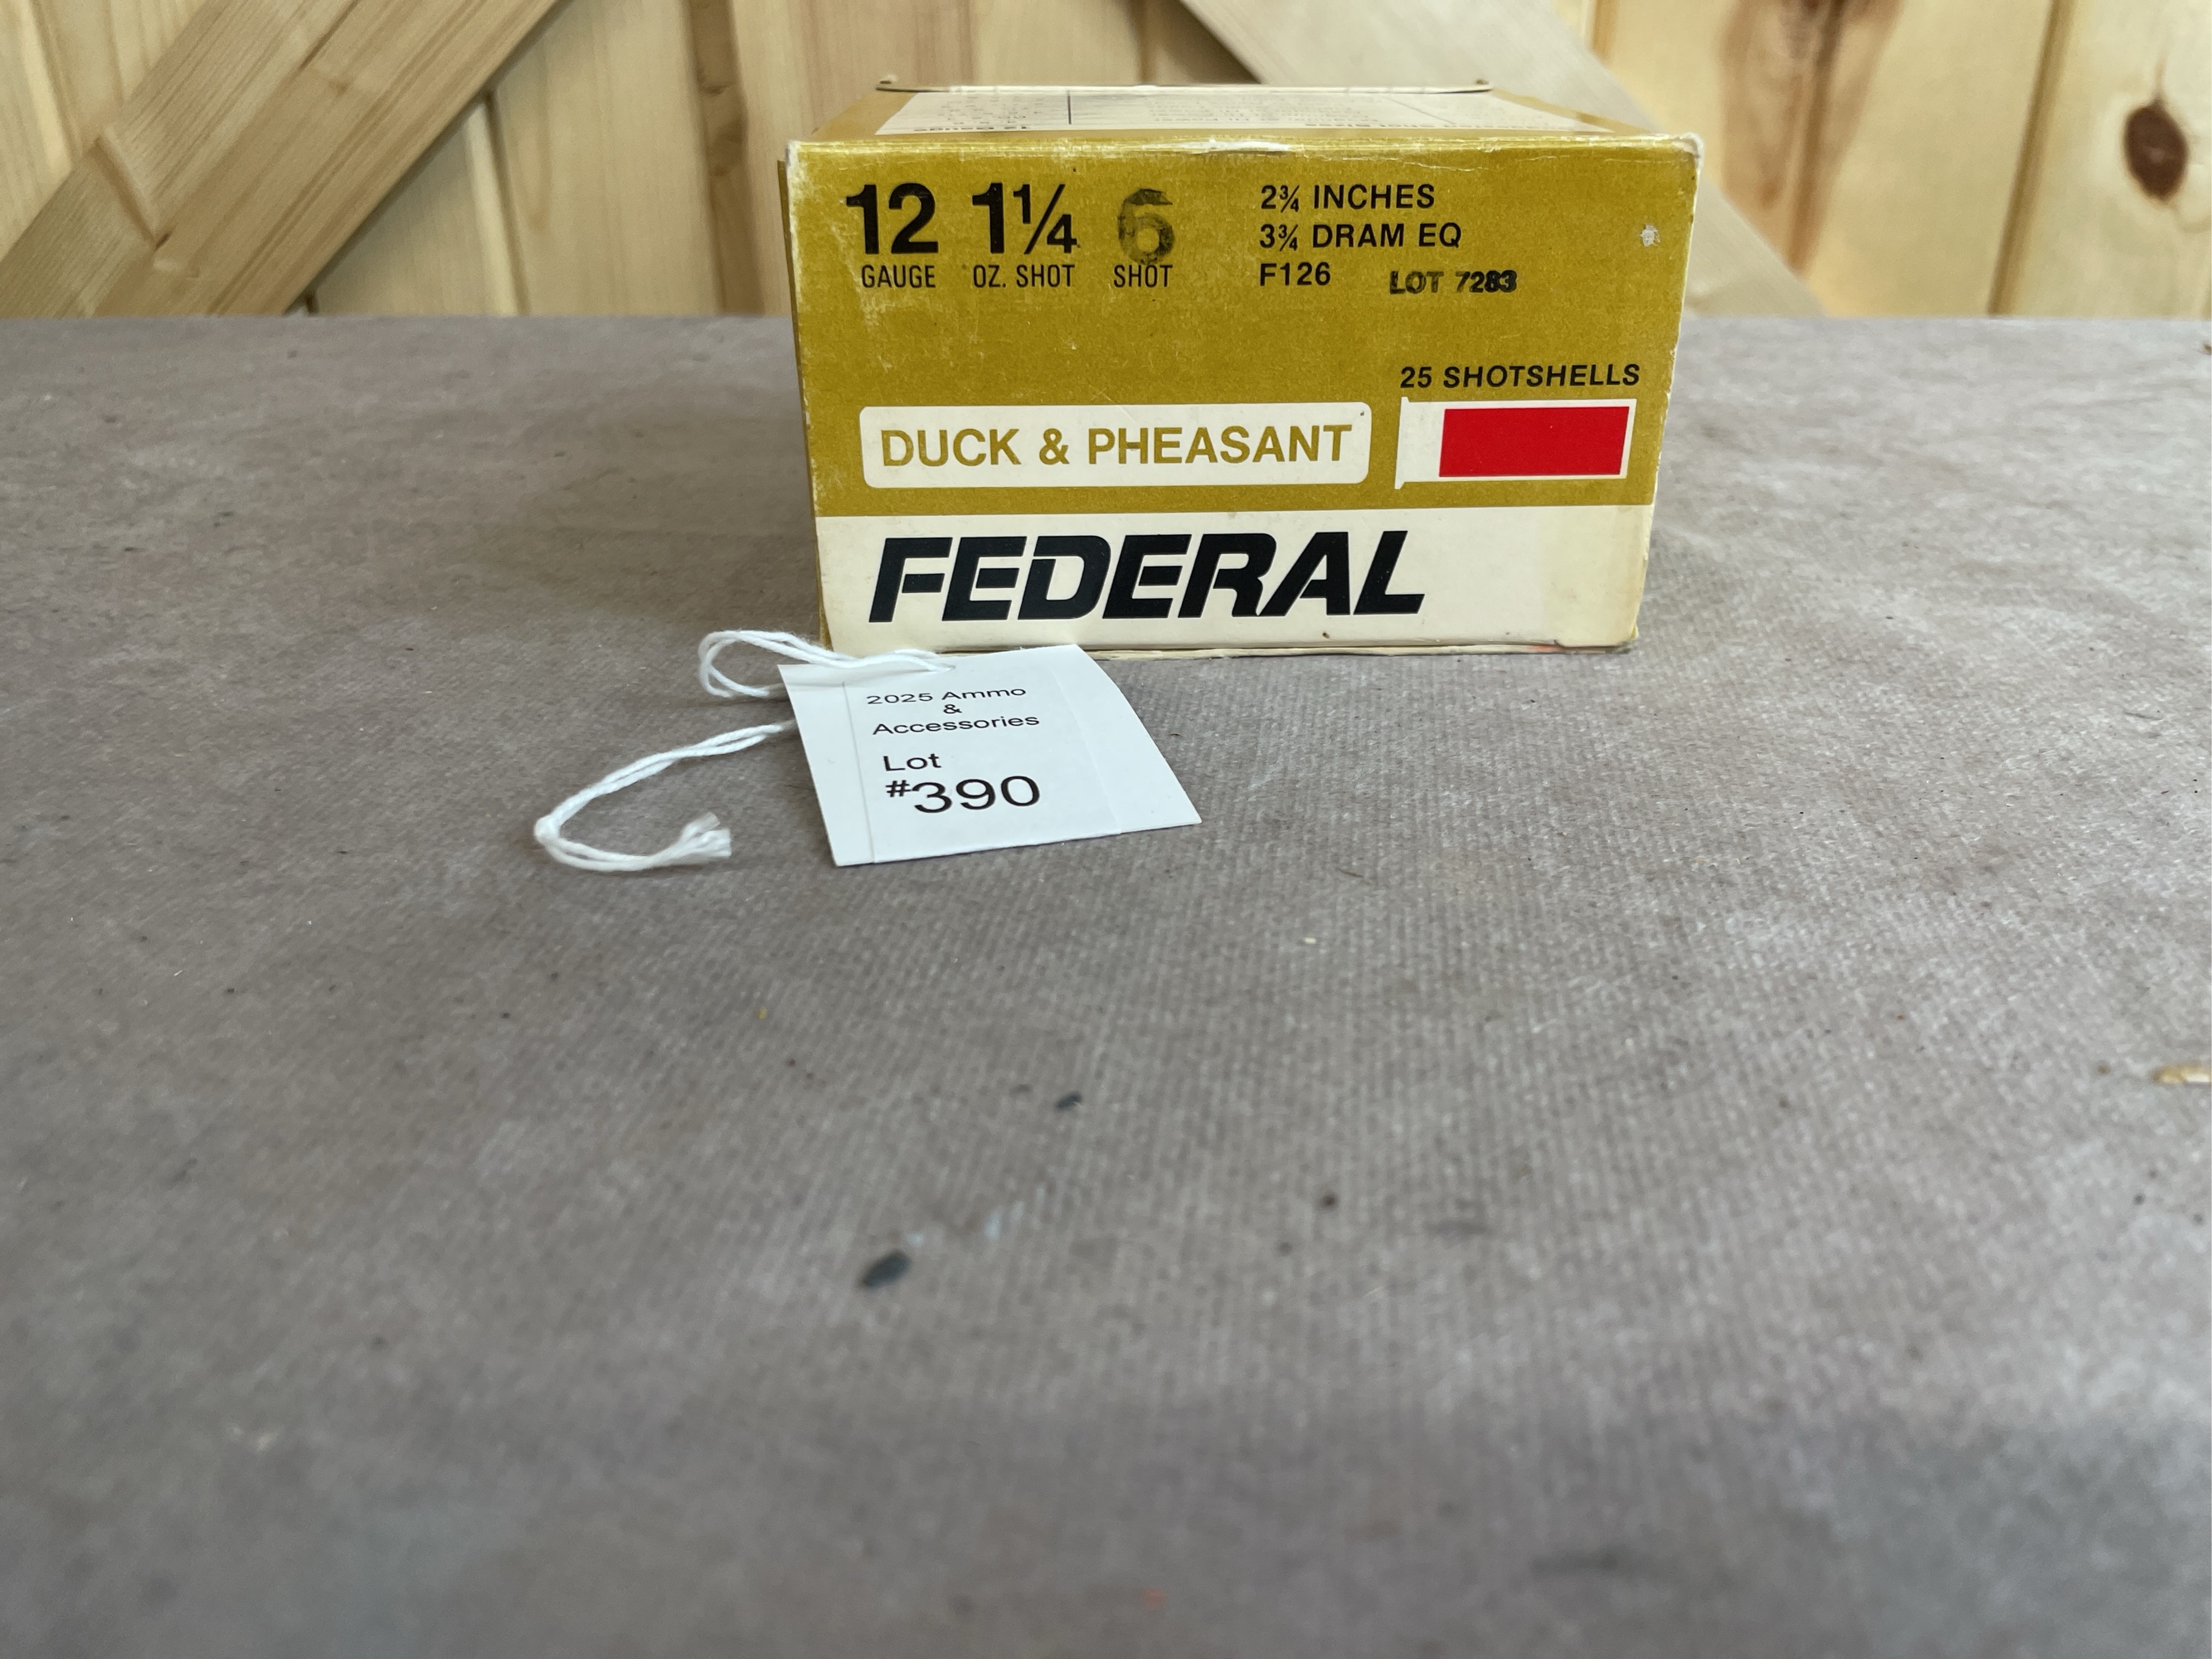 12 1¼ 6
GAUGE OZ. SHOT SHOT
2¾ INCHES
3¾ DRAM EQ
F126 LOT 7283
25 SHOTSHELLS
DUCK & PHEASANT
FEDERAL
2025 Ammo
&
Accessories
Lot
#390